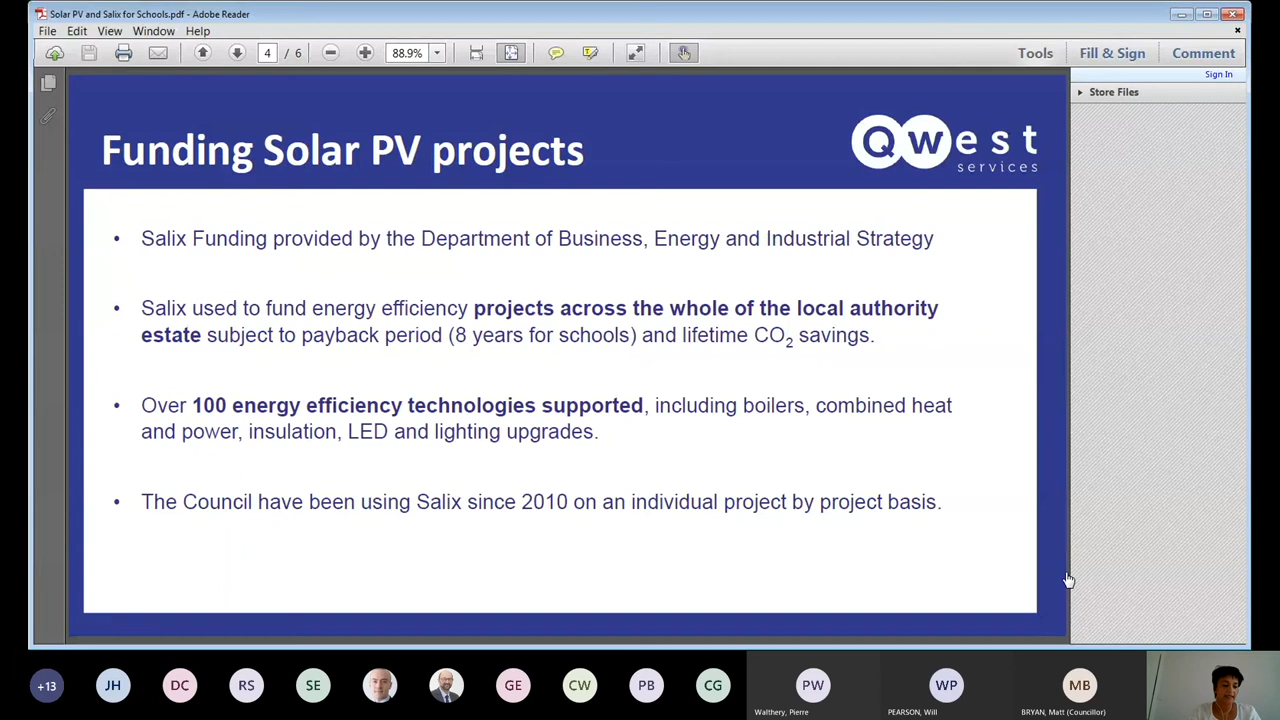 Solar PV and Salix for Schools.pdf - Adobe Reader
File Edit View Window Help
4 / 6 88.9% Tools Fill & Sign Comment
Sign In
Store Files
Funding Solar PV projects
Qwest
services
• Salix Funding provided by the Department of Business, Energy and Industrial Strategy
• Salix used to fund energy efficiency projects across the whole of the local authority
estate subject to payback period (8 years for schools) and lifetime CO₂ savings.
• Over 100 energy efficiency technologies supported, including boilers, combined heat
and power, insulation, LED and lighting upgrades.
• The Council have been using Salix since 2010 on an individual project by project basis.
+13 JH DC RS SE GE CW PB CG PW WP MB
Walthery, Pierre PEARSON, Will BRYAN, Matt (Councillor)